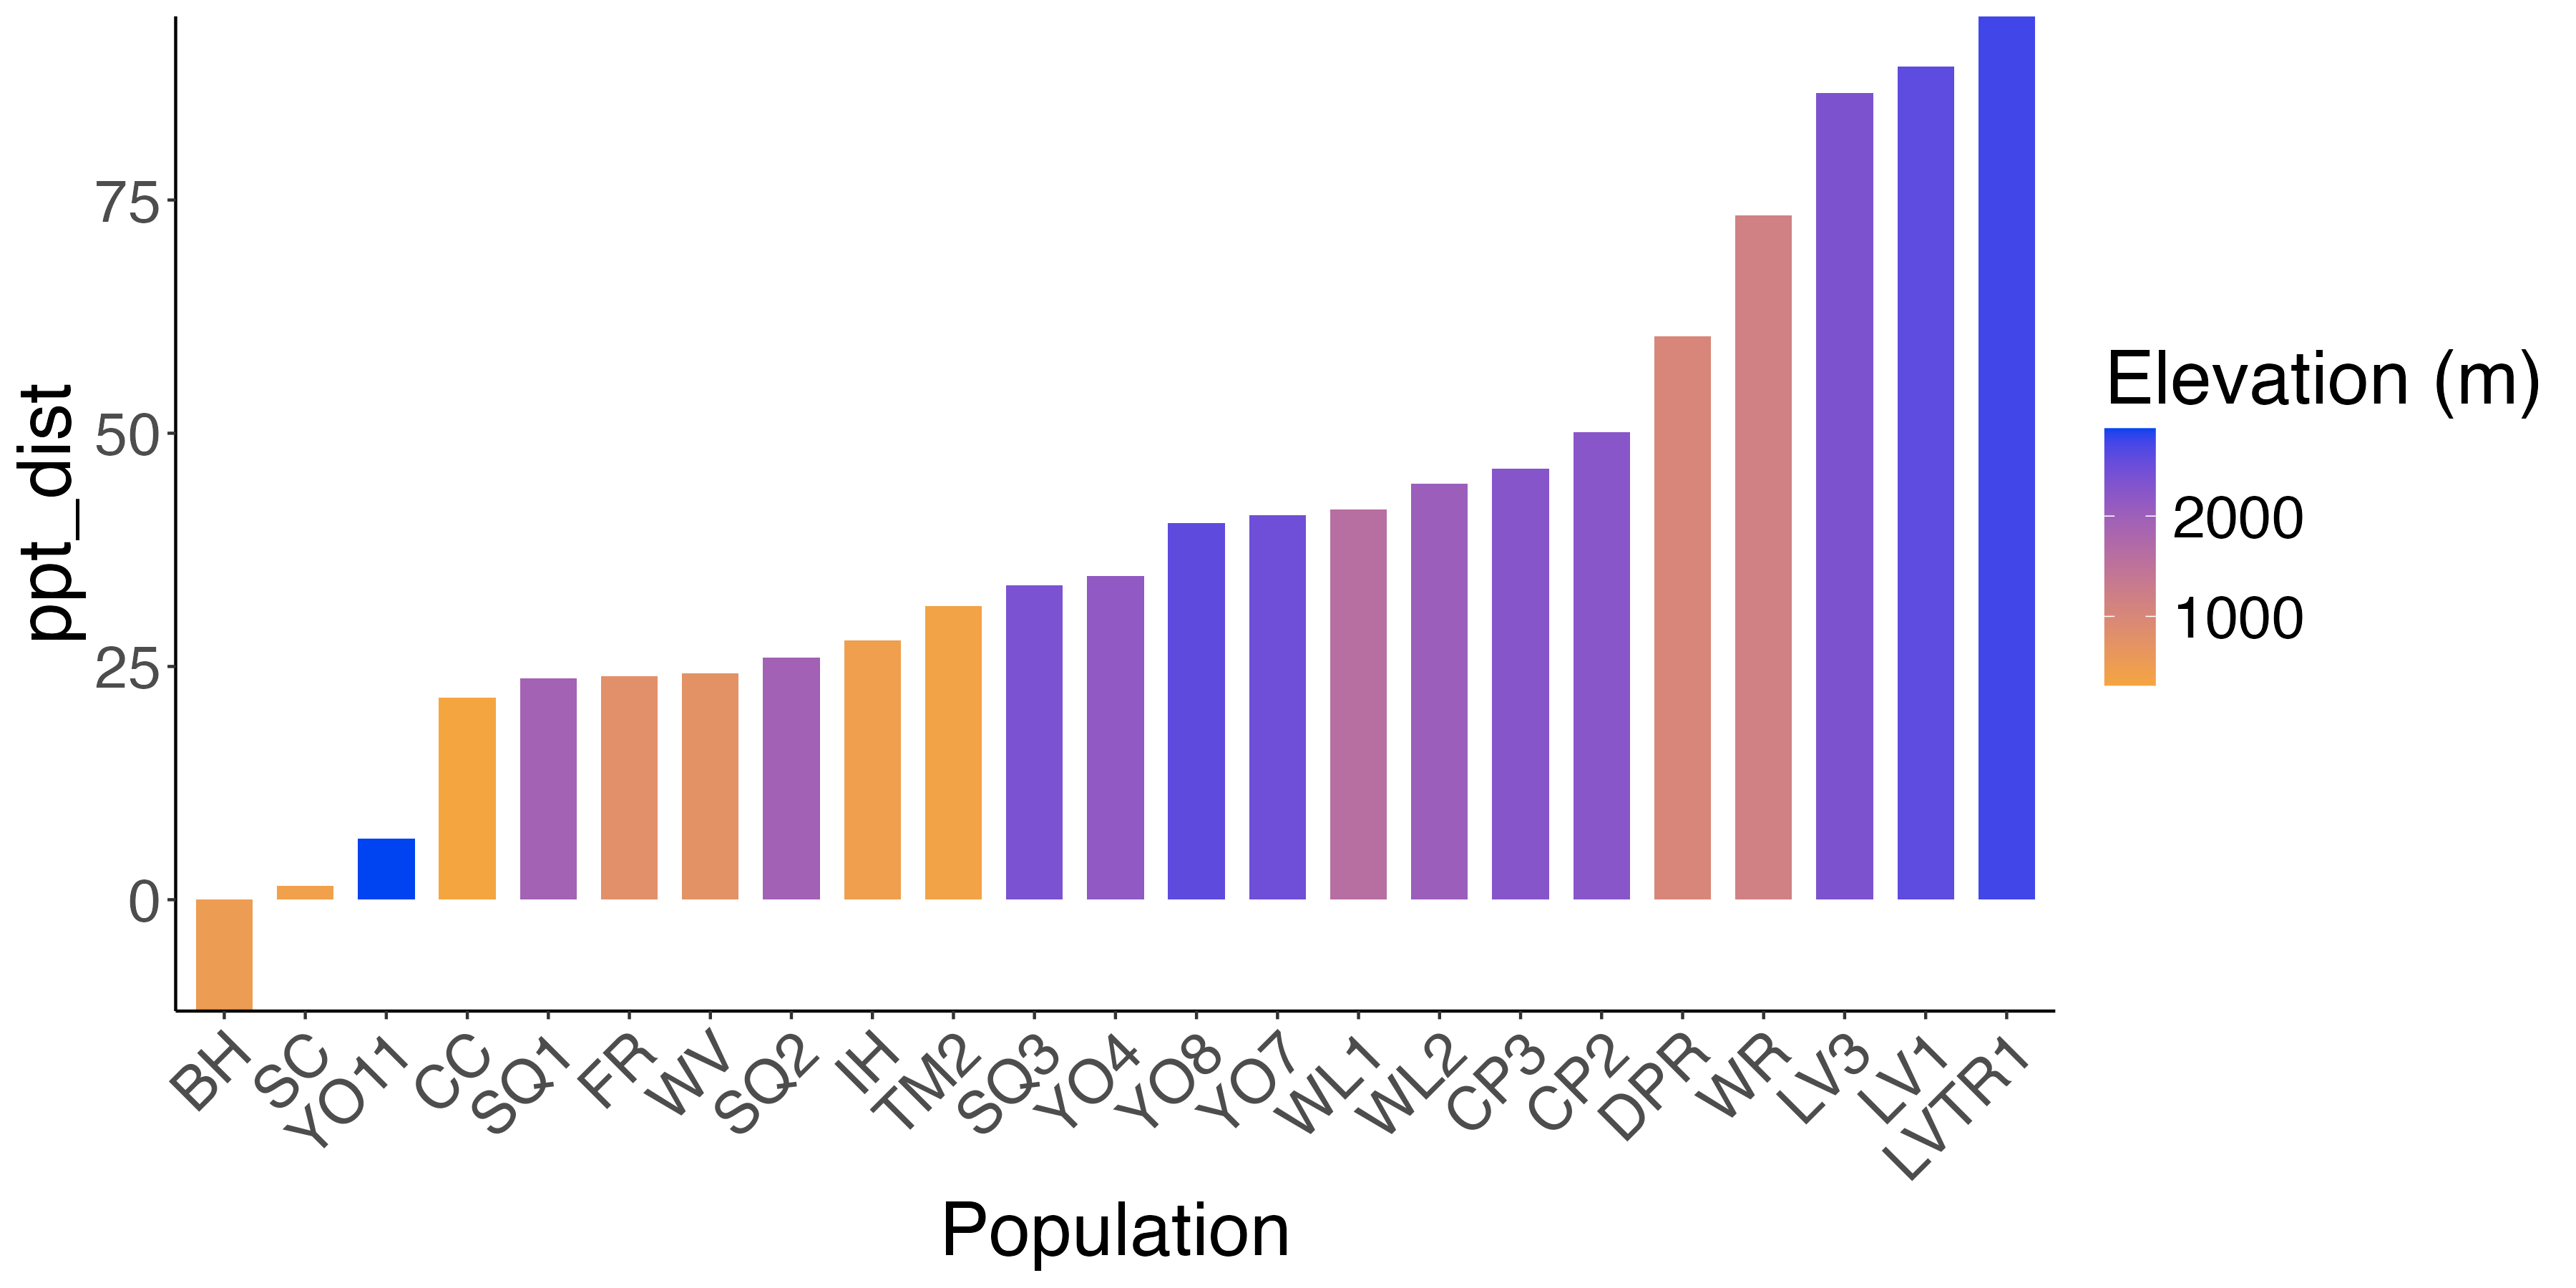 ppt_dist
75
50
25
0
BH
SC
YO11
CC
SQ1
FR
WV
SQ2
IH
TM2
SQ3
YO4
YO8
YO7
WL1
WL2
CP3
CP2
DPR
WR
LV3
LV1
LVTR1
Population
Elevation (m)
2000
1000